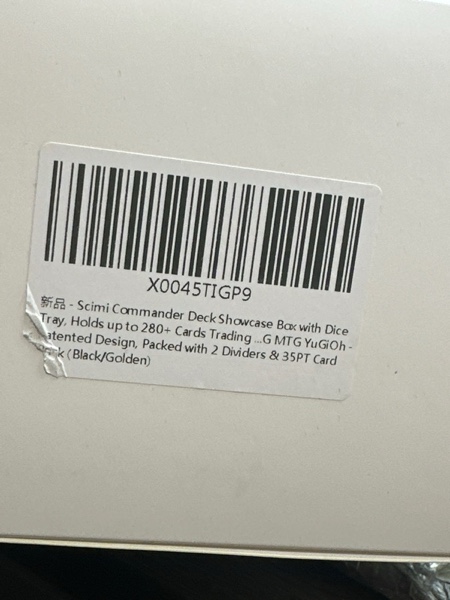 X0045TIGP9
新品 - Scimi Commander Deck Showcase Box with Dice
Tray, Holds up to 280+ Cards Trading ...G MTG YuGiOh -
Patented Design, Packed with 2 Dividers & 35PT Card
(Black/Golden)